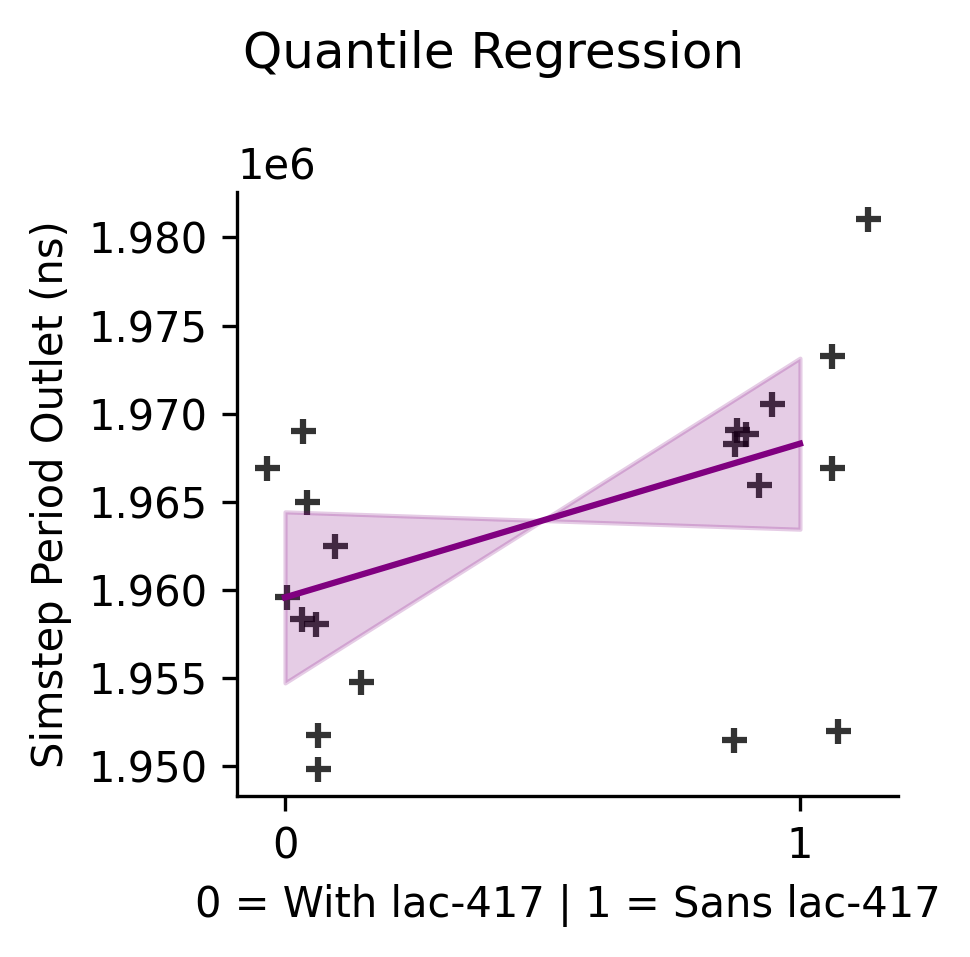 Quantile Regression
1e6
1.980
1.975
1.970
1.965
1.960
1.955
1.950
Simstep Period Outlet (ns)
0 1
0 = With lac-417 | 1 = Sans lac-417